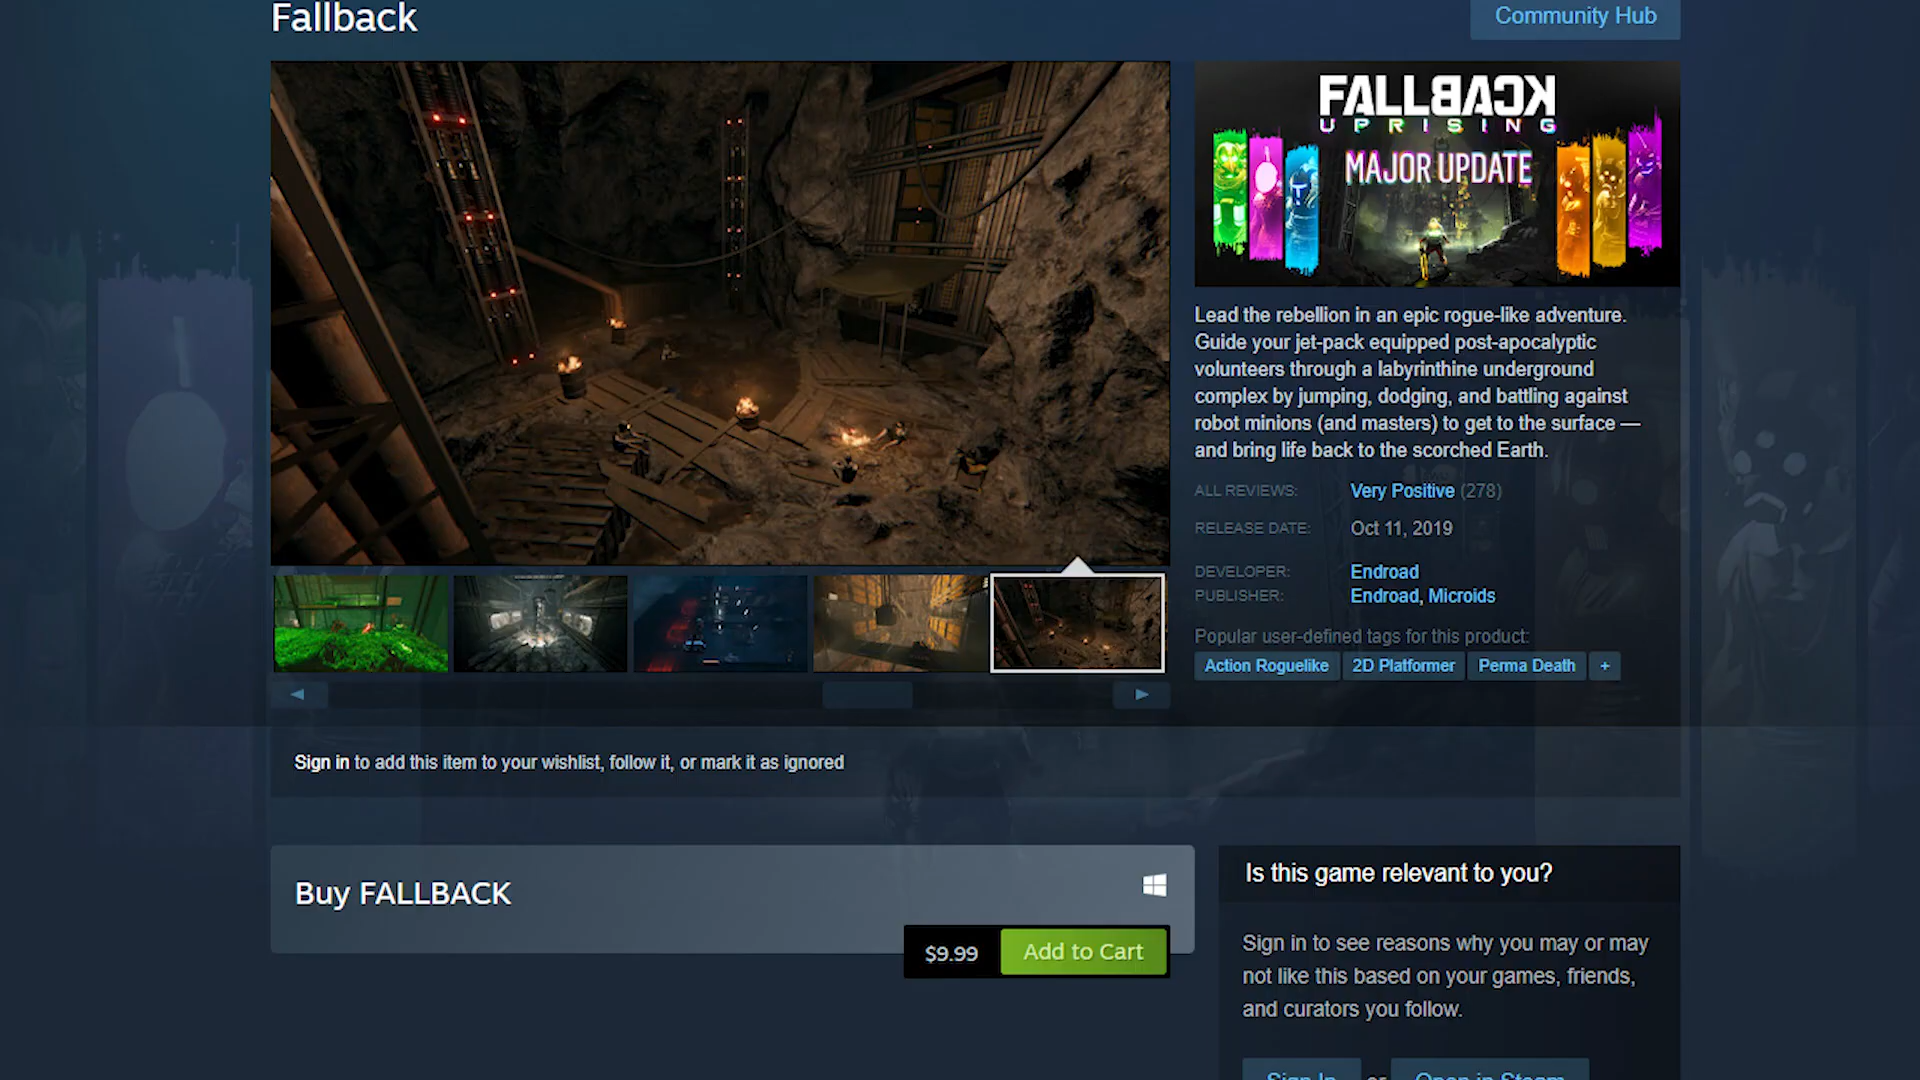 Fallback
Community Hub
FALLBACK
UPRISING
MAJOR UPDATE
Lead the rebellion in an epic rogue-like adventure.
Guide your jet-pack equipped post-apocalyptic
volunteers through a labyrinthine underground
complex by jumping, dodging, and battling against
robot minions (and masters) to get to the surface —
and bring life back to the scorched Earth.
ALL REVIEWS: Very Positive (278)
RELEASE DATE: Oct 11, 2019
DEVELOPER: Endroad
PUBLISHER: Endroad, Microids
Popular user-defined tags for this product:
Action Roguelike 2D Platformer Perma Death +
Sign in to add this item to your wishlist, follow it, or mark it as ignored
Buy FALLBACK
$9.99 Add to Cart
Is this game relevant to you?
Sign in to see reasons why you may or may
not like this based on your games, friends,
and curators you follow.
Sign In or Open in Steam